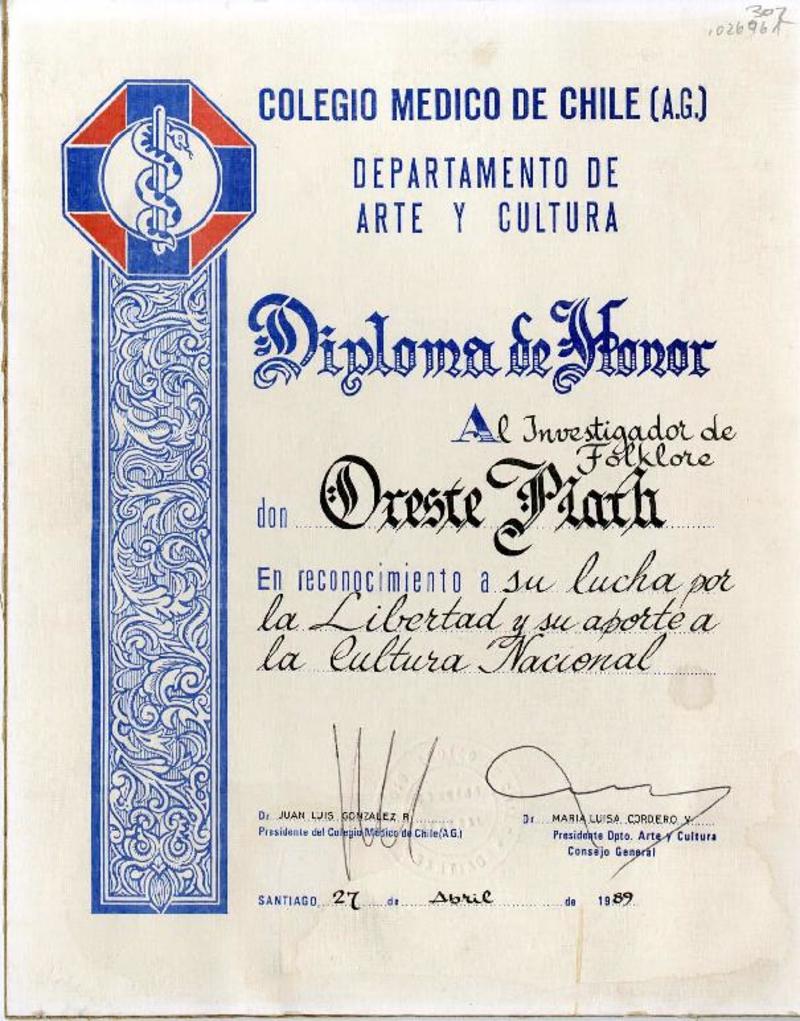 307
1026961
COLEGIO MEDICO DE CHILE (A.G.)
DEPARTAMENTO DE
ARTE Y CULTURA
Diploma de Honor
Al Investigador de
Folklore
don Oreste Plath
En reconocimiento a su lucha por
la Libertad y su aporte a
la Cultura Nacional
Dr. JUAN LUIS GONZALEZ R.
Presidente del Colegio Médico de Chile (A.G.)
Dr. MARIA LUISA CORDERO V.
Presidente Dpto. Arte y Cultura
Consejo General
SANTIAGO, 27 de Abril de 1989